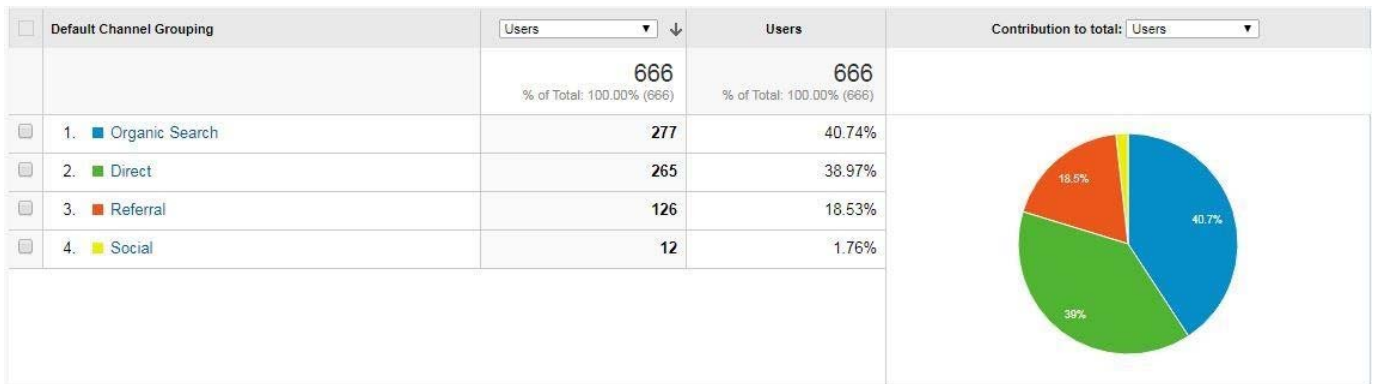 Default Channel Grouping Users Users Contribution to total: Users
666 666
% of Total: 100.00% (666) % of Total: 100.00% (666)
1. Organic Search 277 40.74%
2. Direct 265 38.97%
3. Referral 126 18.53%
4. Social 12 1.76%
18.5%
40.7%
39%